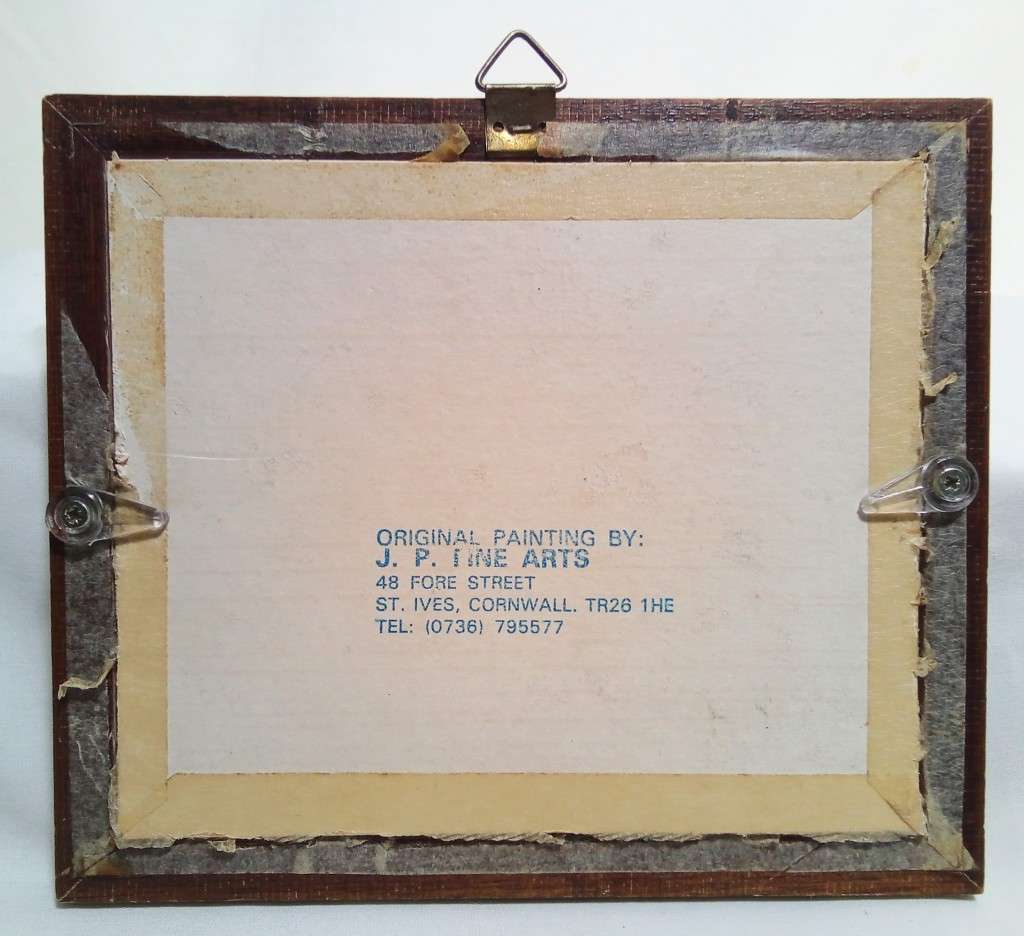 ORIGINAL PAINTING BY:
J. P. FINE ARTS
48 FORE STREET
ST. IVES, CORNWALL. TR26 1HE
TEL: (0736) 795577